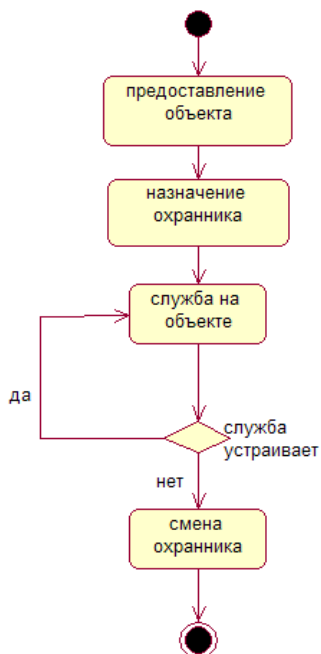 предоставление
объекта
назначение
охранника
служба на
объекте
да
служба
устраивает
нет
смена
охранника